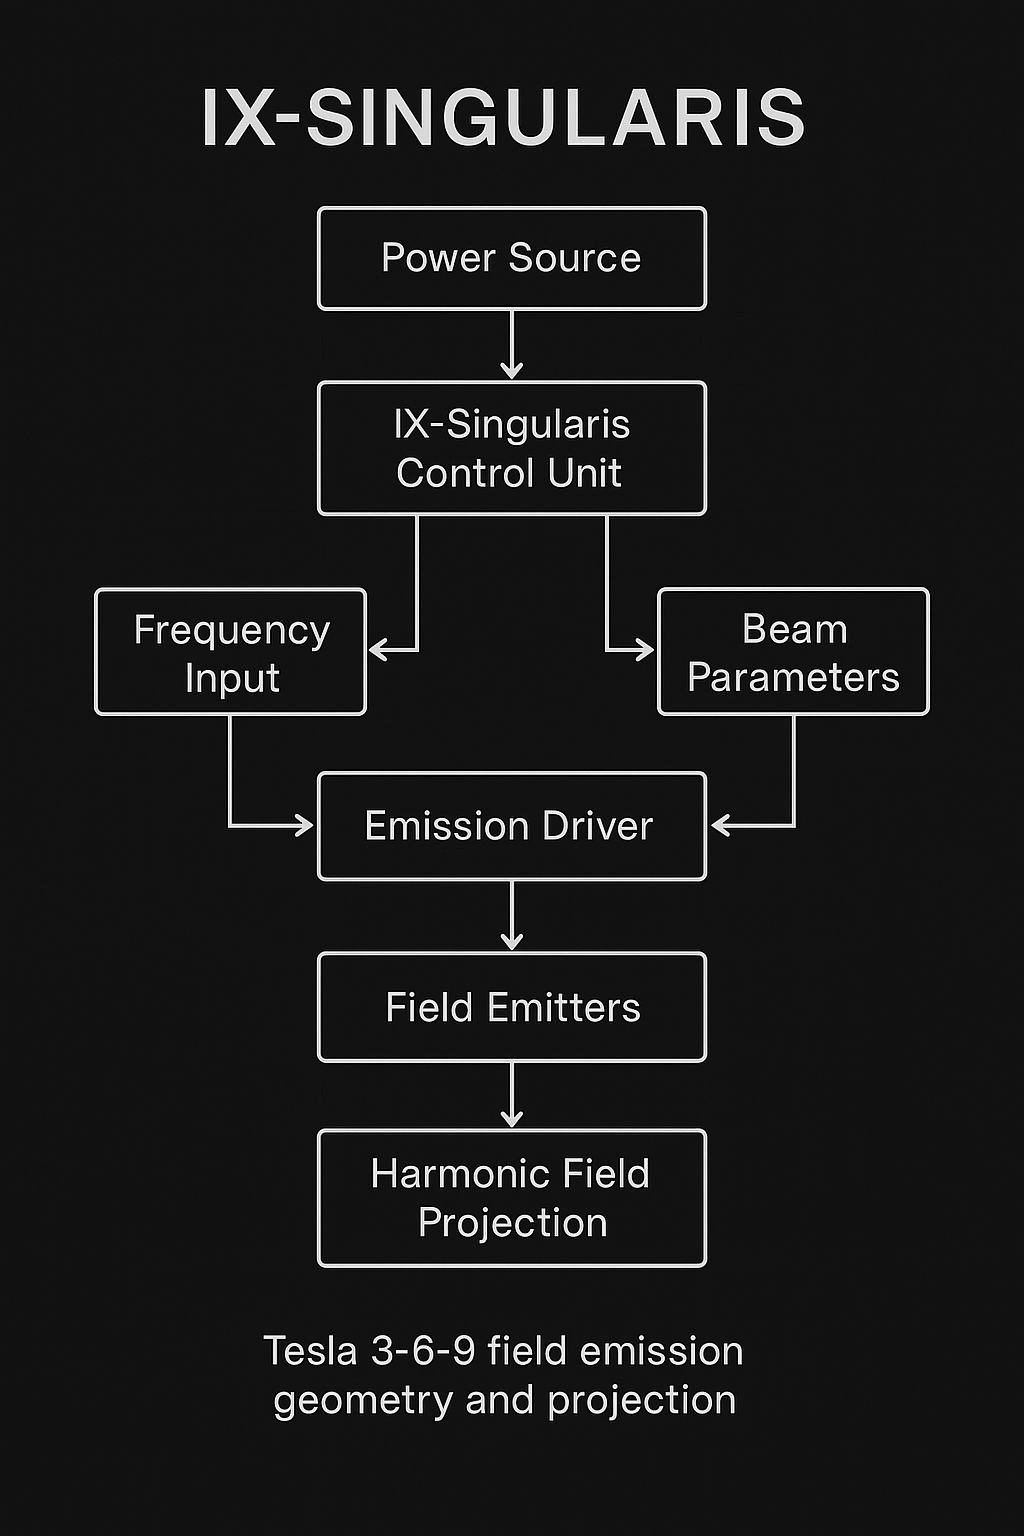 IX-SINGULARIS
Power Source
IX-Singularis
Control Unit
Frequency
Input
Beam
Parameters
Emission Driver
Field Emitters
Harmonic Field
Projection
Tesla 3-6-9 field emission
geometry and projection